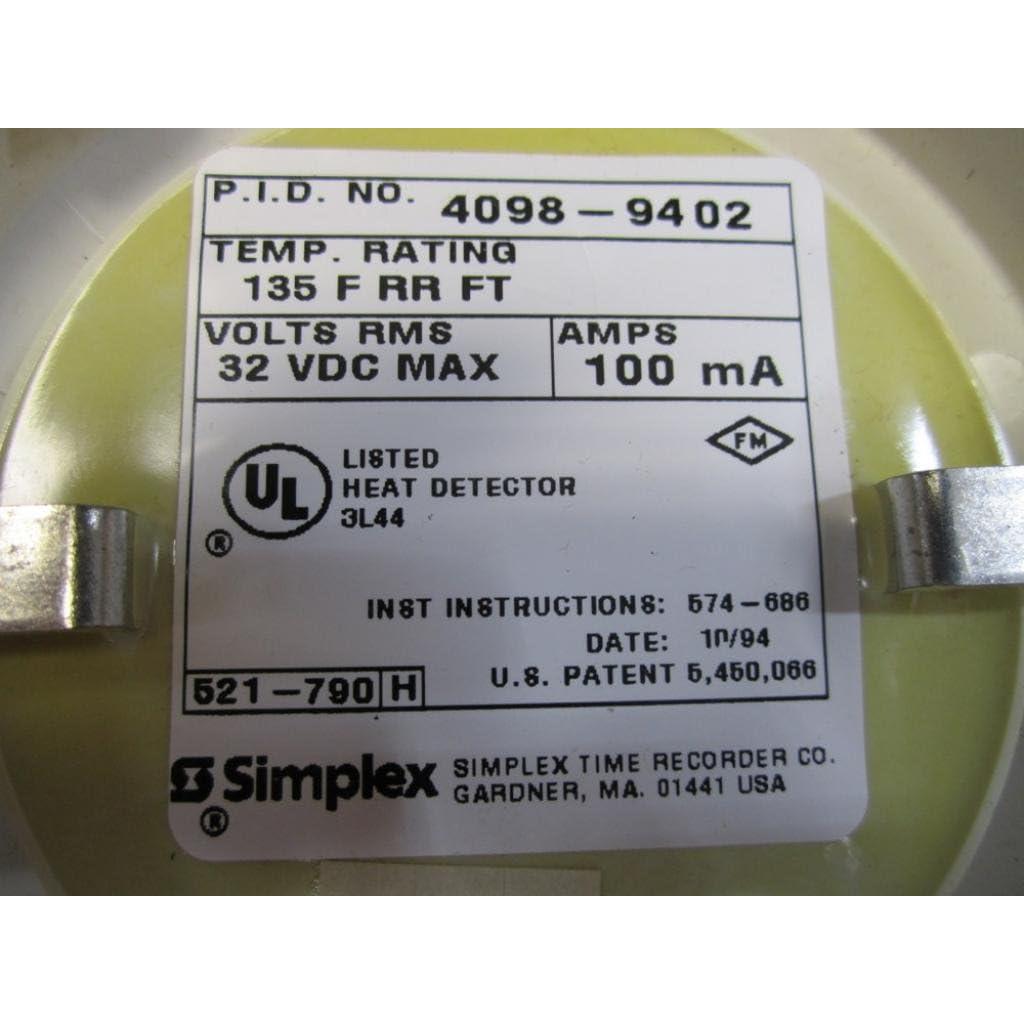 P.I.D. NO. 4098-9402
TEMP. RATING
135 F RR FT
VOLTS RMS AMPS
32 VDC MAX 100 mA
UL LISTED
HEAT DETECTOR
3L44
®
FM
INST INSTRUCTIONS: 574-686
DATE: 10/94
U.S. PATENT 5,450,066
521-790 H
Simplex SIMPLEX TIME RECORDER CO.
GARDNER, MA. 01441 USA
®